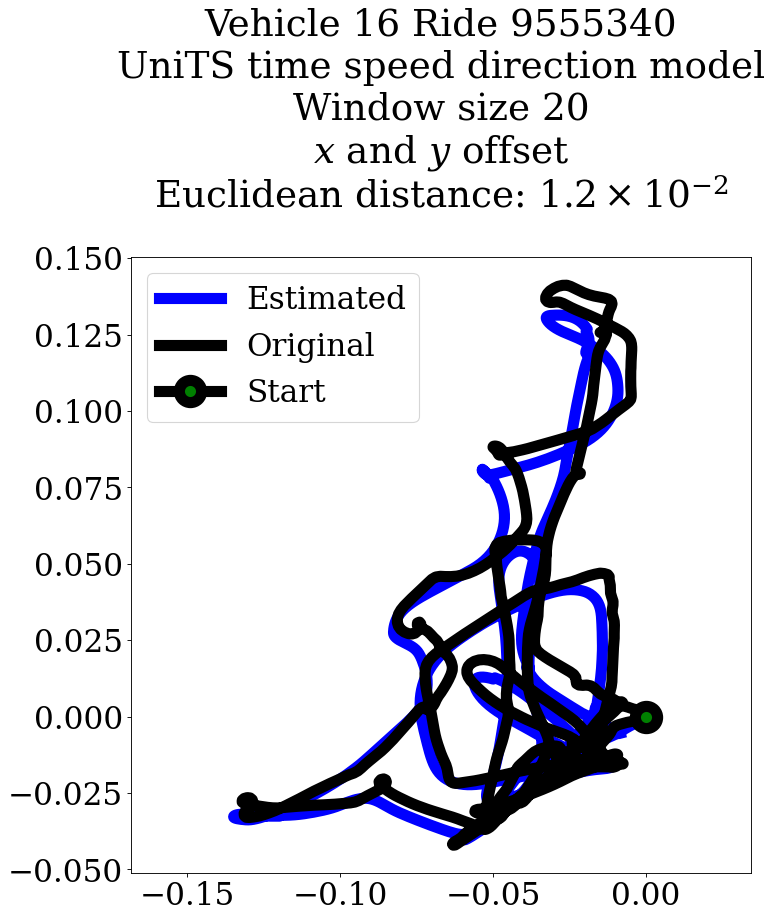 Vehicle 16 Ride 9555340
UniTS time speed direction model
Window size 20
x and y offset
Euclidean distance: 1.2 × 10⁻²
0.150
0.125
0.100
0.075
0.050
0.025
0.000
−0.025
−0.050
Estimated
Original
Start
−0.15
−0.10
−0.05
0.00